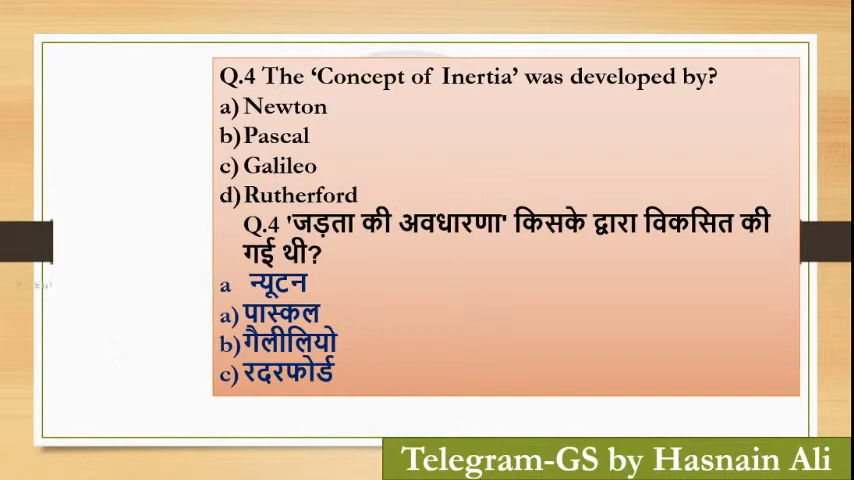 Q.4 The ‘Concept of Inertia’ was developed by?
a) Newton
b) Pascal
c) Galileo
d) Rutherford
Q.4 'जड़ता की अवधारणा' किसके द्वारा विकसित की
गई थी?
a न्यूटन
a) पास्कल
b) गैलीलियो
c) रदरफोर्ड
Telegram-GS by Hasnain Ali